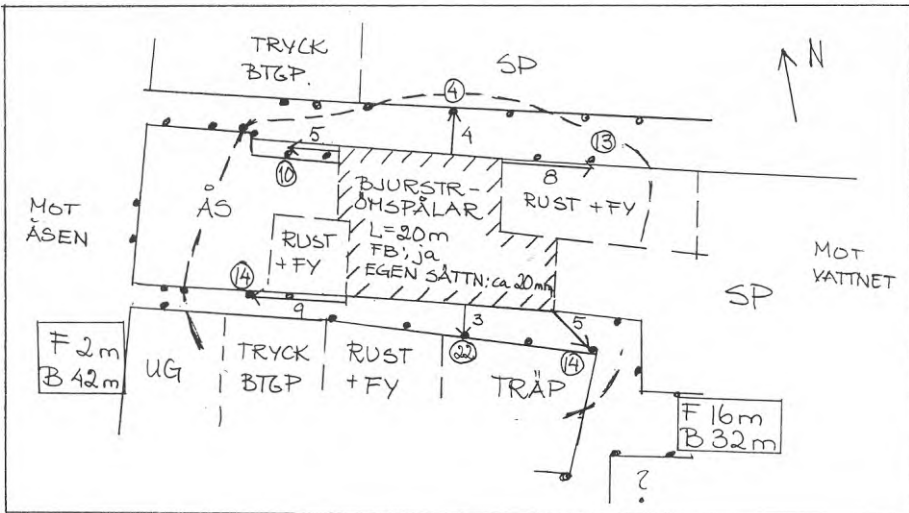 TRYCK
BTGP.
SP
N
4
13
5
4
10
8
BJURSTR-
ÖMSPÅLAR
L=20m
FB: ja
EGEN SÄTTN: ca 20mm
RUST + FY
MOT
ÅSEN
ÅS
RUST
+ FY
MOT
VATTNET
SP
14
9
3
5
22
14
F 2m
B 42m
UG
TRYCK
BTGP
RUST
+ FY
TRÄP
F 16m
B 32m
?